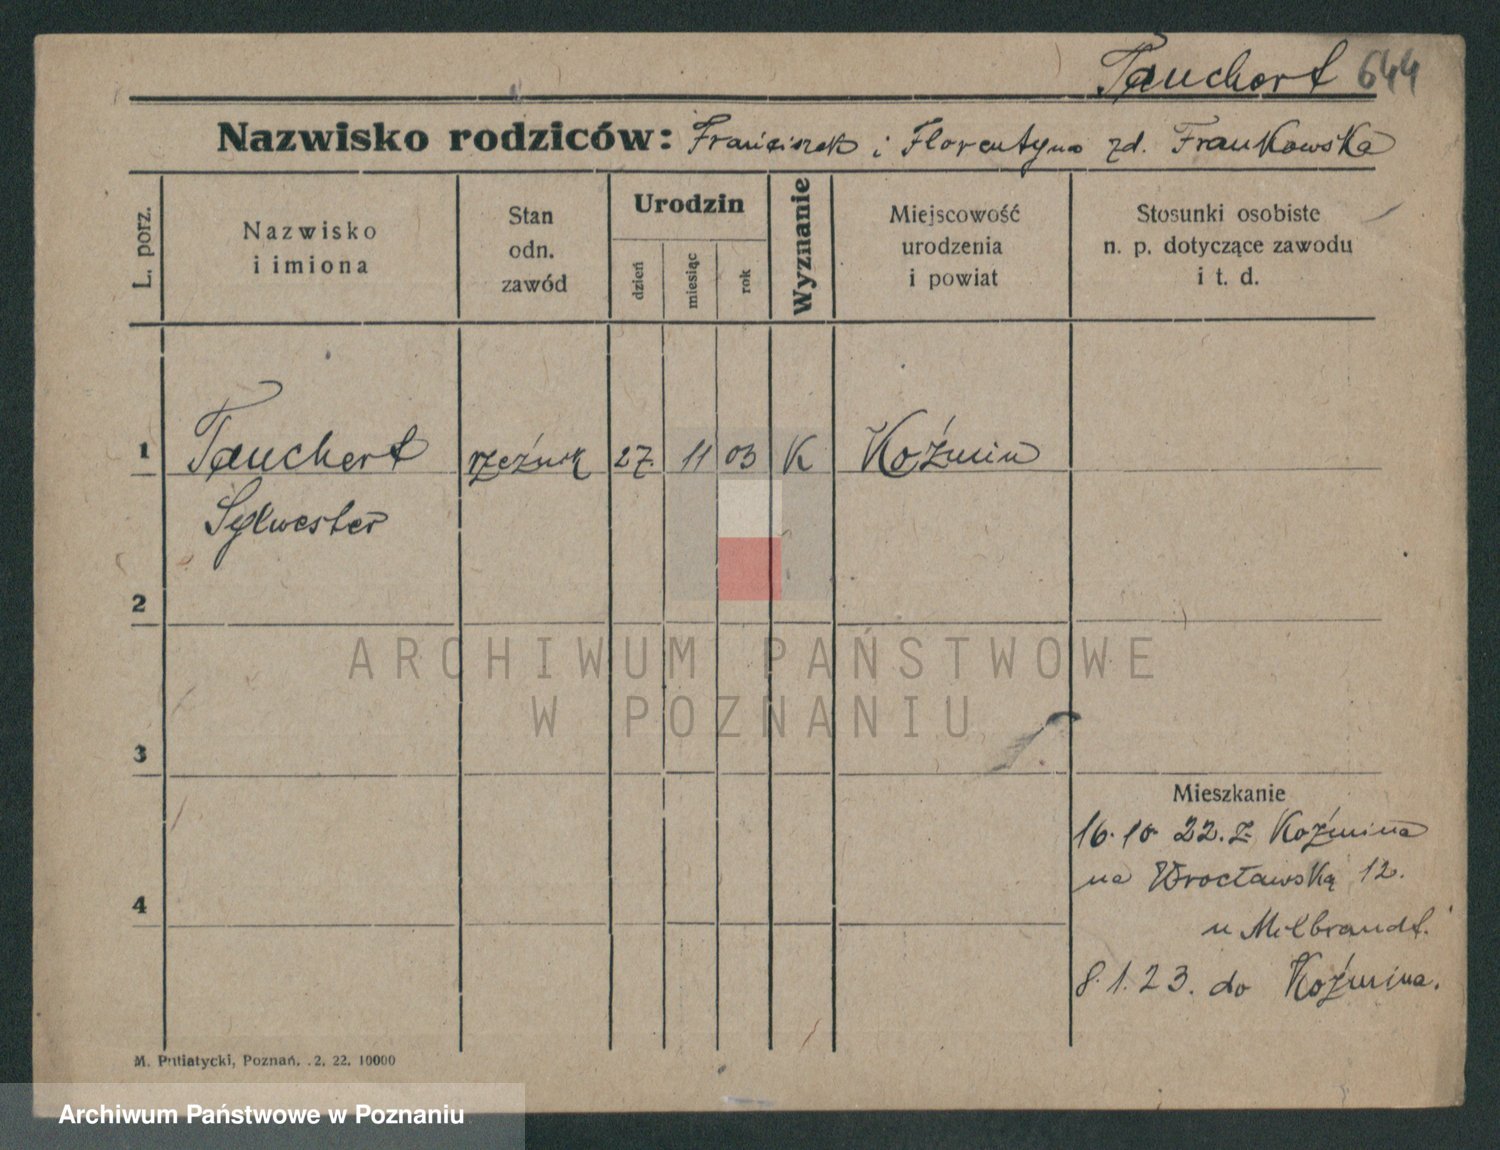 Tauchert 644
Nazwisko rodziców: Franciszek i Florentyna zd. Frankowska
L. porz.
Nazwisko
i imiona
Stan
odn.
zawód
Urodzin
dzień
miesiąc
rok
Wyznanie
Miejscowość
urodzenia
i powiat
Stosunki osobiste
n. p. dotyczące zawodu
i t. d.
1 Tauchert rzeźnik 27. 11 03 K Koźmin
Sylwester
2
ARCHIWUM PAŃSTWOWE
W POZNANIU
3
Mieszkanie
16.10 22. z Koźmina
na Wrocławską 12.
4
u Milbrandt.
8.1.23. do Koźmina.
M. Putiatycki, Poznań, .2. 22. 10000
Archiwum Państwowe w Poznaniu